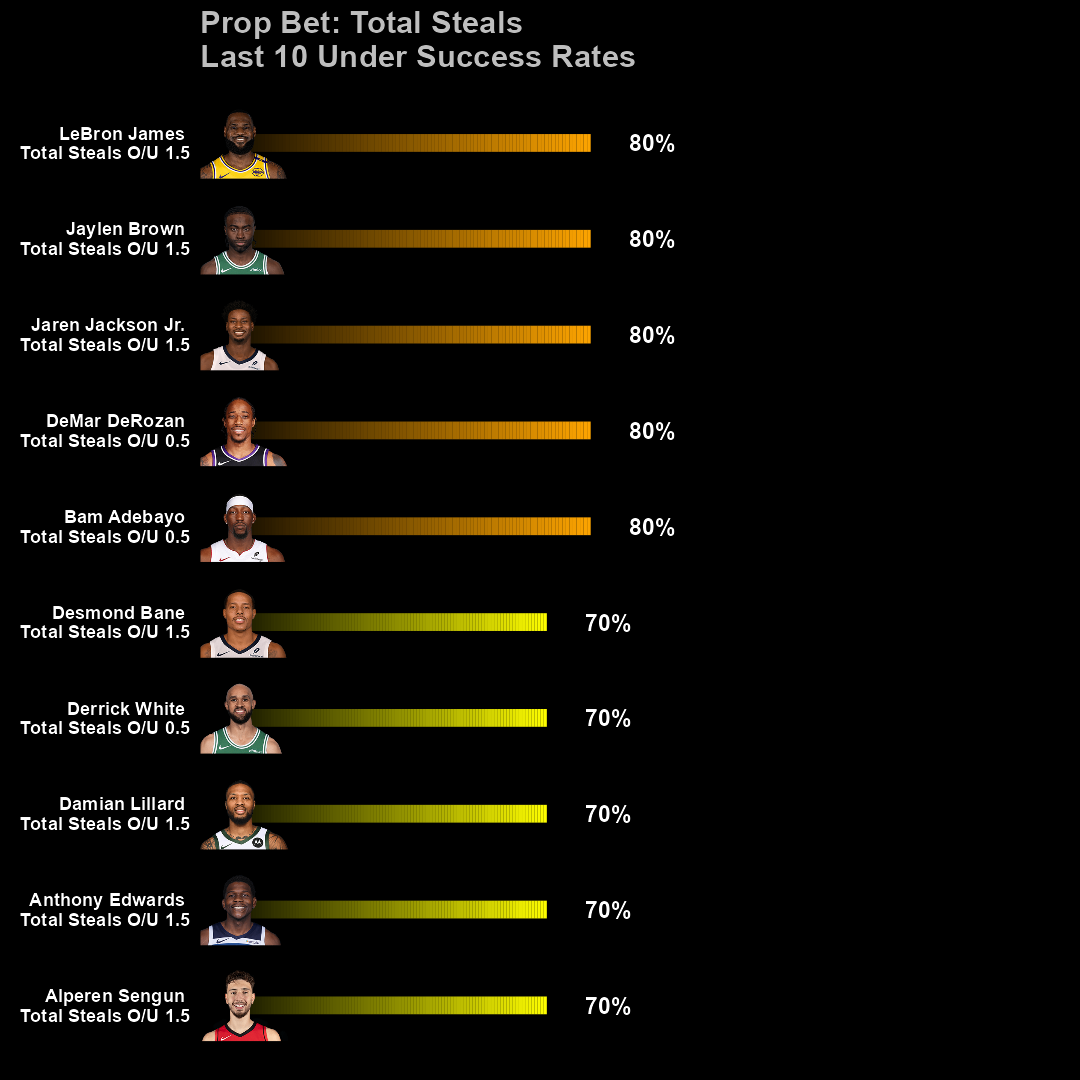 Prop Bet: Total Steals
Last 10 Under Success Rates
LeBron James
Total Steals O/U 1.5
80%
Jaylen Brown
Total Steals O/U 1.5
80%
Jaren Jackson Jr.
Total Steals O/U 1.5
80%
DeMar DeRozan
Total Steals O/U 0.5
80%
Bam Adebayo
Total Steals O/U 0.5
80%
Desmond Bane
Total Steals O/U 1.5
70%
Derrick White
Total Steals O/U 0.5
70%
Damian Lillard
Total Steals O/U 1.5
70%
Anthony Edwards
Total Steals O/U 1.5
70%
Alperen Sengun
Total Steals O/U 1.5
70%